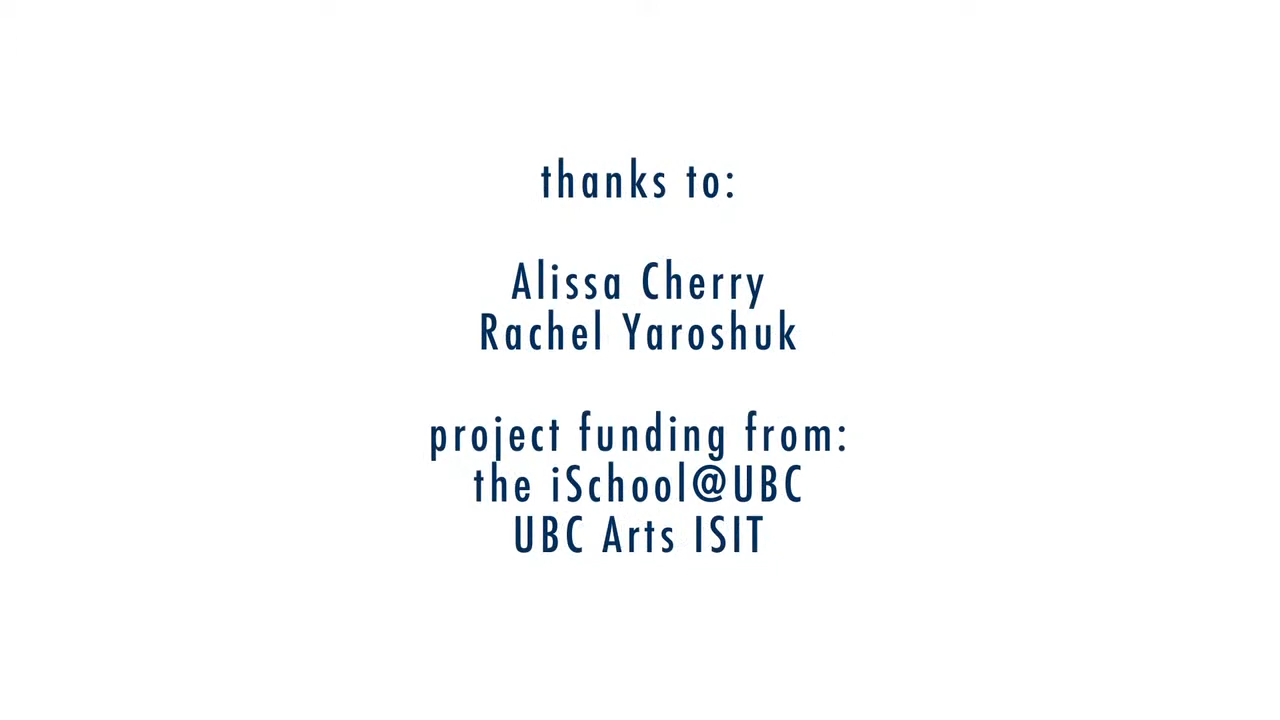 thanks to:
Alissa Cherry
Rachel Yaroshuk
project funding from:
the iSchool@UBC
UBC Arts ISIT